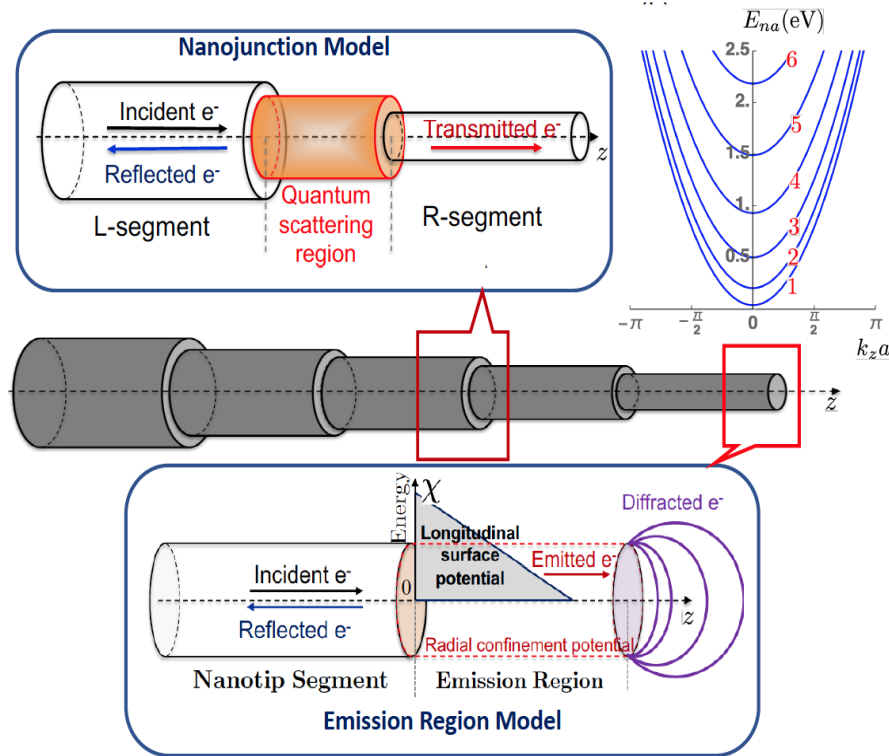 Nanojunction Model
Incident e-
Reflected e-
Transmitted e-
z
Quantum
scattering
region
L-segment
R-segment
E_{na}(eV)
2.5
2.
1.5
1.
0.5
6
5
4
3
2
1
−π
−π/2
0
π/2
π
k_z a
z
Energy
χ
Longitudinal
surface
potential
0
Incident e-
Reflected e-
Emitted e-
Diffracted e-
z
Radial confinement potential
Nanotip Segment
Emission Region
Emission Region Model